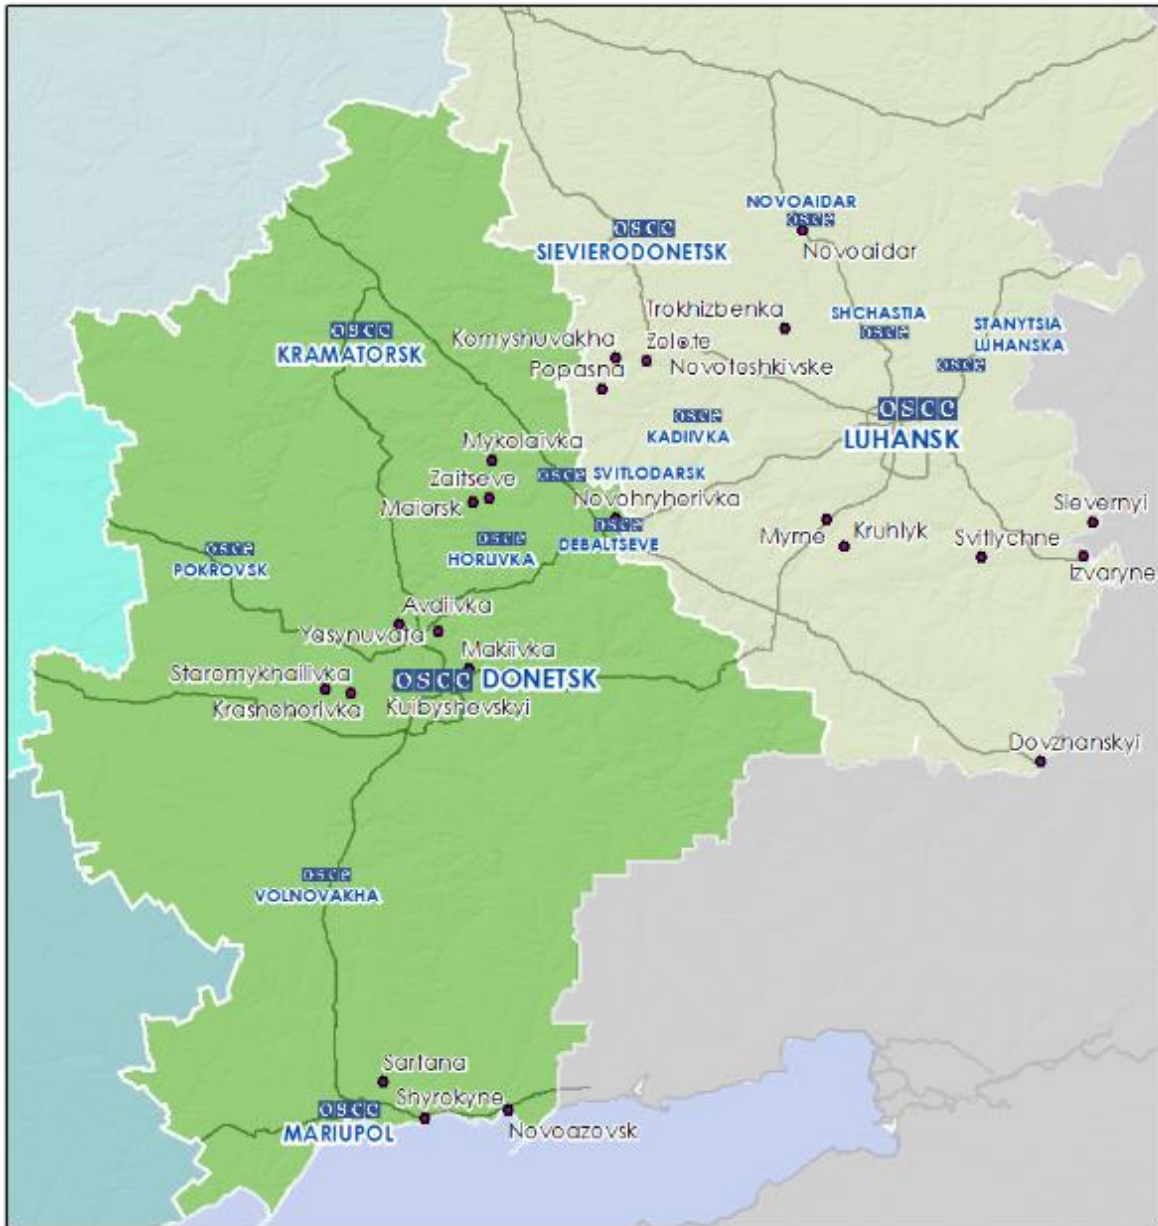 NOVOAIDAR
osce
OSCE
SIEVIERODONETSK
Novoaidar
Trokhizbenka
SHCHASTIA
osce
STANYTSIA
LUHANSKA
osce
OSCE
KRAMATORSK
Komyshuvakha
Zolote
Popasna
Novotoshkivske
osce
KADIIVKA
OSCE
LUHANSK
Mykolaivka
Zaitseve
osce
SVITLODARSK
Maiorsk
Novohryhorivka
osce
DEBALTSEVE
Sievernyi
Myrne
Kruhlyk
Svitlychne
Izvaryne
osce
POKROVSK
osce
HORLIVKA
Avdiivka
Yasynuvata
Makiivka
Staromykhailivka
OSCE
DONETSK
Krashohorivka
Kuibyshevskyi
Dovzhanskyi
osce
VOLNOVAKHA
Sartana
Shyrokyne
OSCE
MARIUPOL
Novoazovsk